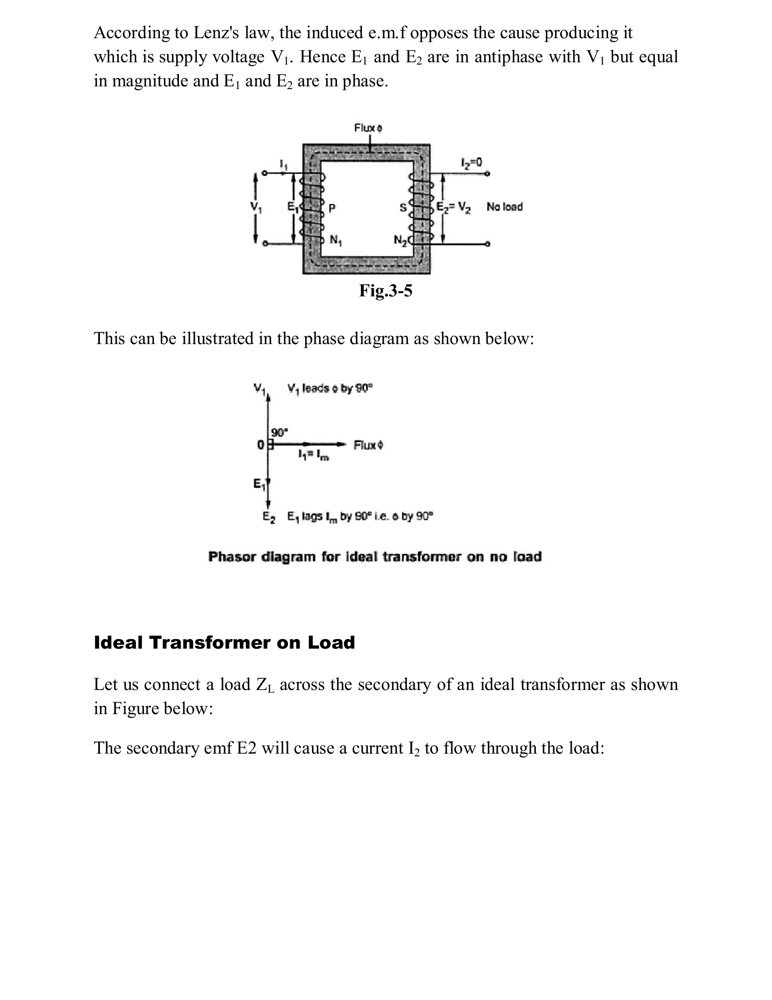 According to Lenz's law, the induced e.m.f opposes the cause producing it
which is supply voltage V₁. Hence E₁ and E₂ are in antiphase with V₁ but equal
in magnitude and E₁ and E₂ are in phase.
Flux ϕ
I₁
I₂=0
V₁
E₁
P
S
E₂= V₂
No load
N₁
N₂
Fig.3-5
This can be illustrated in the phase diagram as shown below:
V₁
V₁ leads ϕ by 90°
90°
0
Flux ϕ
I₁= Iₘ
E₁
E₂
E₁ lags Iₘ by 90° i.e. ϕ by 90°
Phasor diagram for ideal transformer on no load
Ideal Transformer on Load
Let us connect a load Z_L across the secondary of an ideal transformer as shown
in Figure below:
The secondary emf E2 will cause a current I₂ to flow through the load: